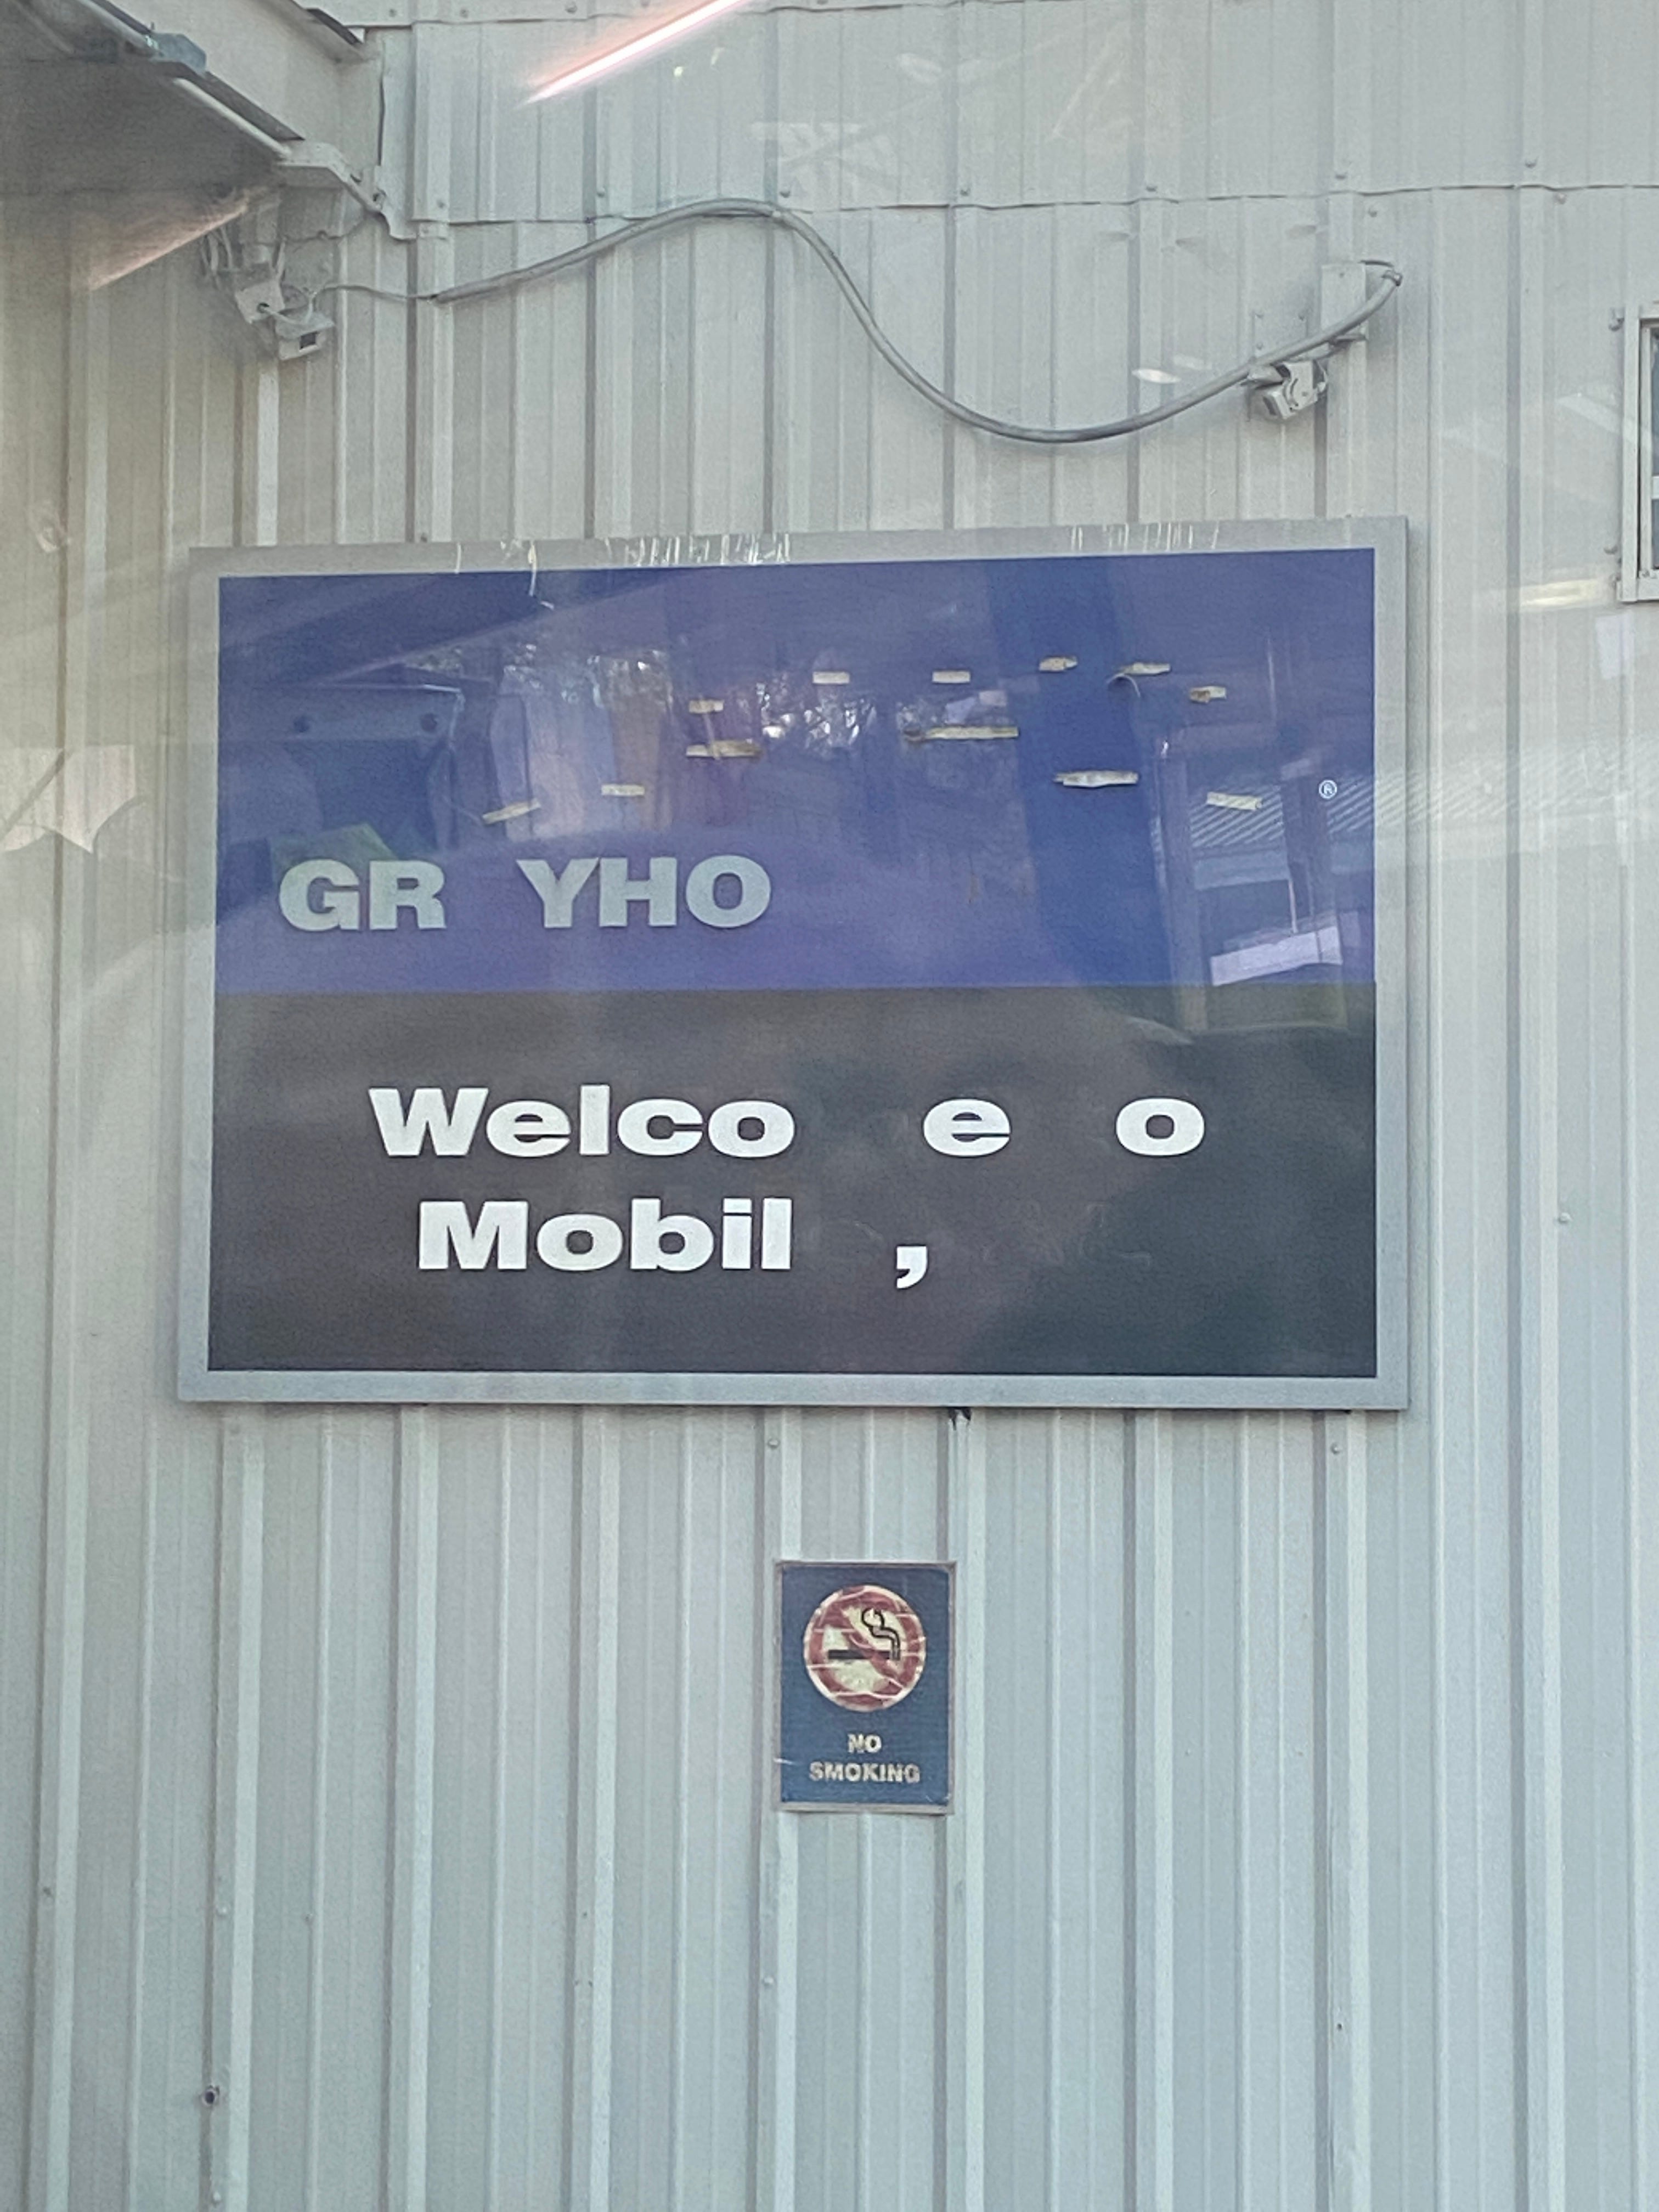 ®
GR YHO
Welco e o
Mobil ,
NO
SMOKING